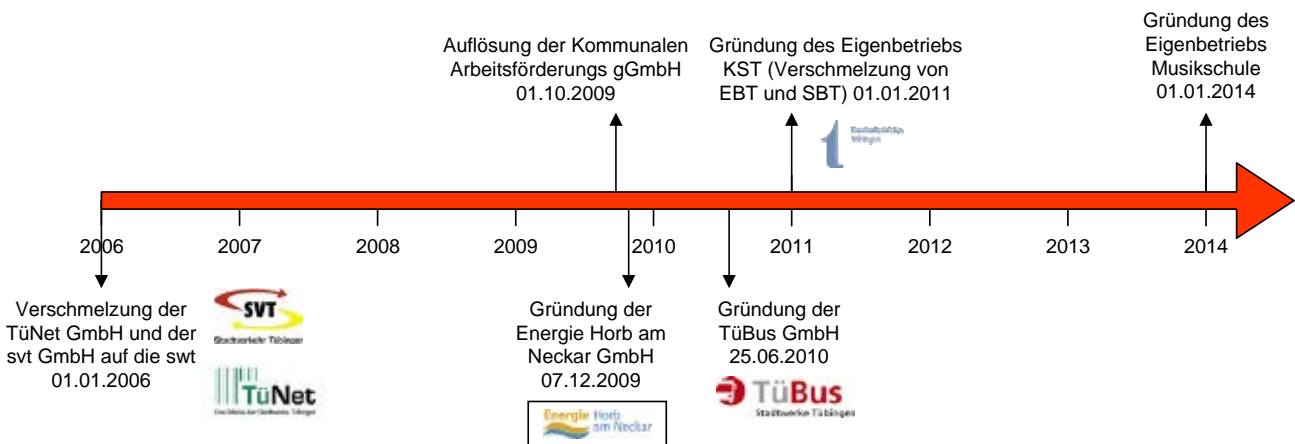 Auflösung der Kommunalen
Arbeitsförderungs gGmbH
01.10.2009
Gründung des Eigenbetriebs
KST (Verschmelzung von
EBT und SBT) 01.01.2011
Gründung des
Eigenbetriebs
Musikschule
01.01.2014
t
2006 2007 2008 2009 2010 2011 2012 2013 2014
Verschmelzung der
TüNet GmbH und der
svt GmbH auf die swt
01.01.2006
SVT
Stadtverkehr Tübingen
TüNet
Gründung der
Energie Horb am
Neckar GmbH
07.12.2009
Energie Horb
am Neckar
Gründung der
TüBus GmbH
25.06.2010
TüBus
Stadtwerke Tübingen